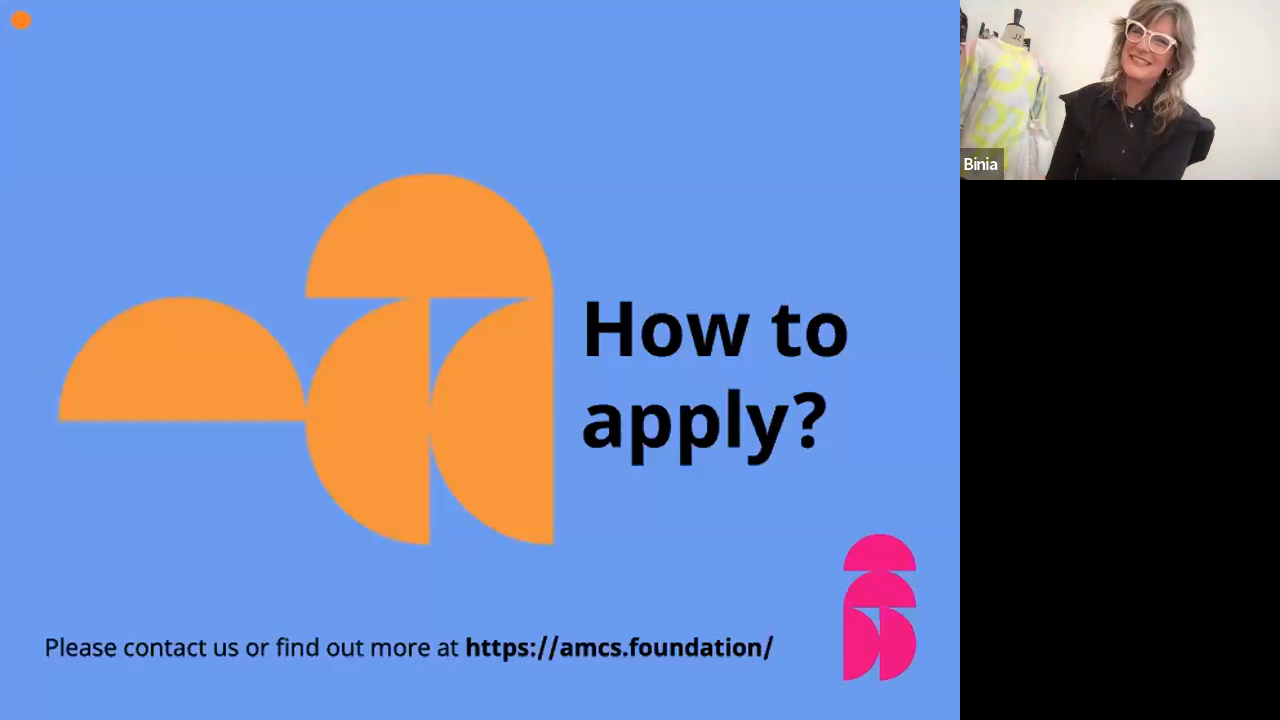 How to
apply?
Please contact us or find out more at https://amcs.foundation/
Binia